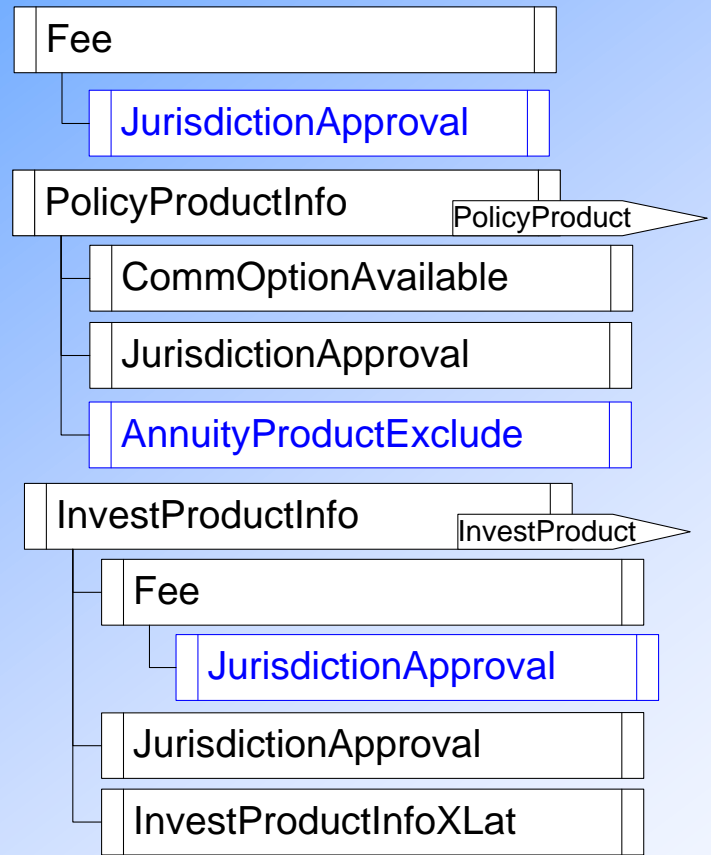 Fee
JurisdictionApproval
PolicyProductInfo
PolicyProduct
CommOptionAvailable
JurisdictionApproval
AnnuityProductExclude
InvestProductInfo
InvestProduct
Fee
JurisdictionApproval
JurisdictionApproval
InvestProductInfoXLat